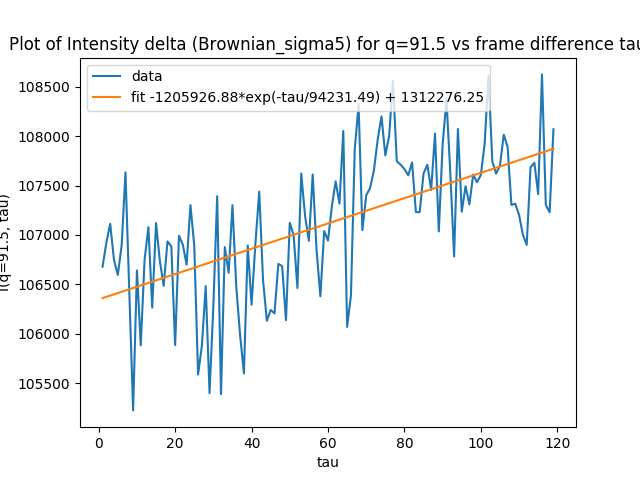 Plot of Intensity delta (Brownian_sigma5) for q=91.5 vs frame difference tau
data
fit -1205926.88*exp(-tau/94231.49) + 1312276.25
108500
108000
107500
107000
106500
106000
105500
I(q=91.5, tau)
0 20 40 60 80 100 120
tau